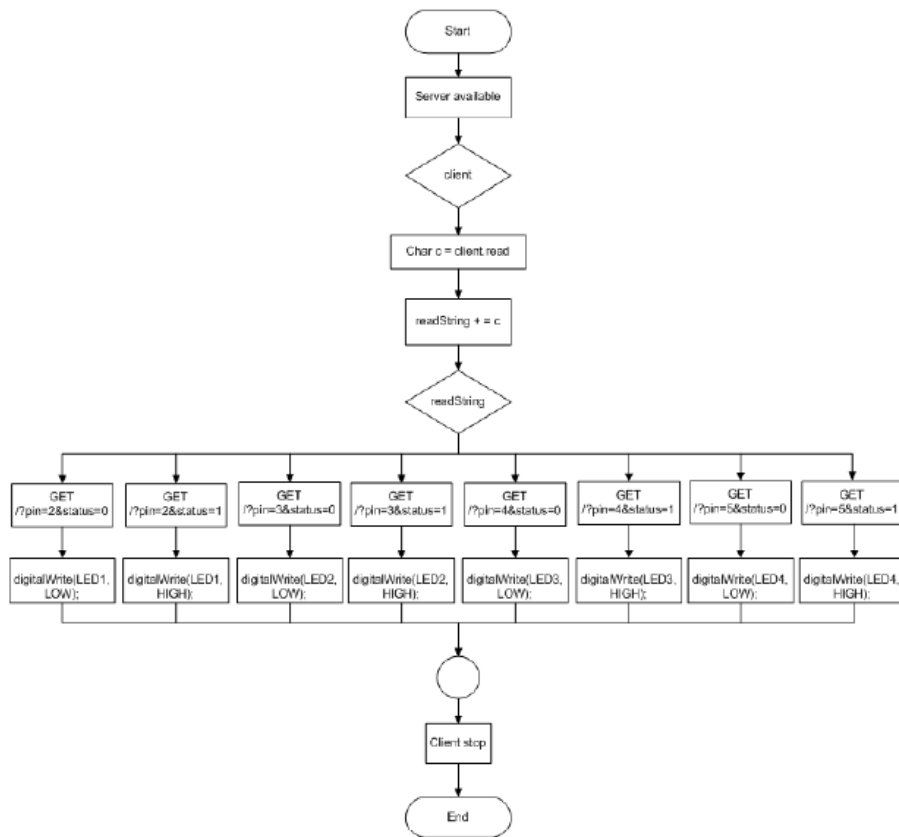 Start
Server available
client
Char c = client.read
readString + = c
readString
GET
/?pin=2&status=0
GET
/?pin=2&status=1
GET
/?pin=3&status=0
GET
/?pin=3&status=1
GET
/?pin=4&status=0
GET
/?pin=4&status=1
GET
/?pin=5&status=0
GET
/?pin=5&status=1
digitalWrite(LED1,
LOW);
digitalWrite(LED1,
HIGH);
digitalWrite(LED2,
LOW);
digitalWrite(LED2,
HIGH);
digitalWrite(LED3,
LOW);
digitalWrite(LED3,
HIGH);
digitalWrite(LED4,
LOW);
digitalWrite(LED4,
HIGH);
Client stop
End